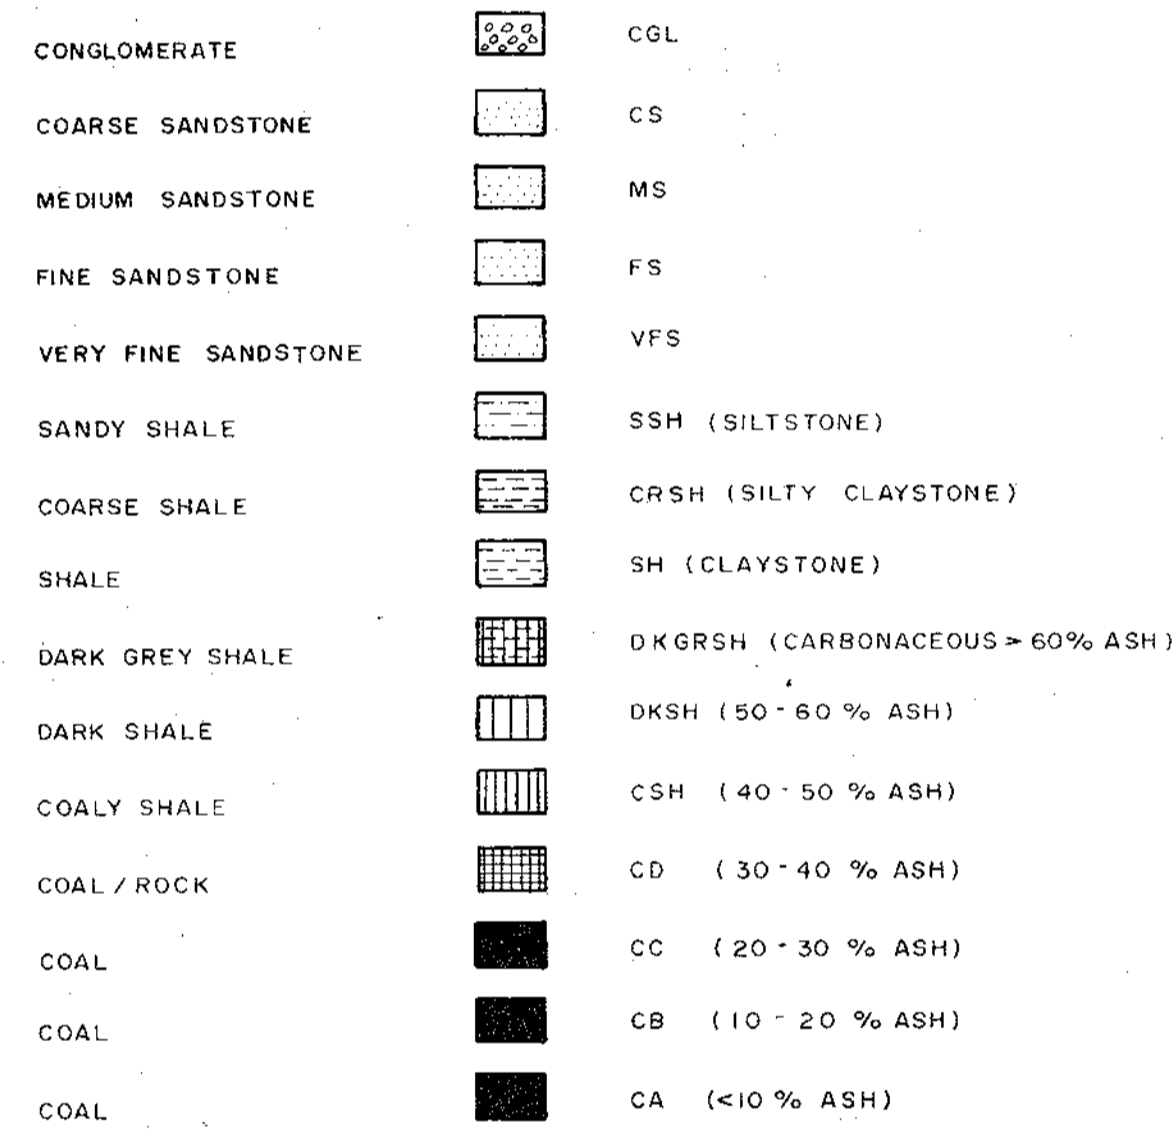 CONGLOMERATE CGL
COARSE SANDSTONE CS
MEDIUM SANDSTONE MS
FINE SANDSTONE FS
VERY FINE SANDSTONE VFS
SANDY SHALE SSH (SILTSTONE)
COARSE SHALE CRSH (SILTY CLAYSTONE)
SHALE SH (CLAYSTONE)
DARK GREY SHALE DKGRSH (CARBONACEOUS > 60% ASH)
DARK SHALE DKSH (50-60 % ASH)
COALY SHALE CSH (40-50 % ASH)
COAL / ROCK CD (30-40 % ASH)
COAL CC (20-30 % ASH)
COAL CB (10-20 % ASH)
COAL CA (<10 % ASH)